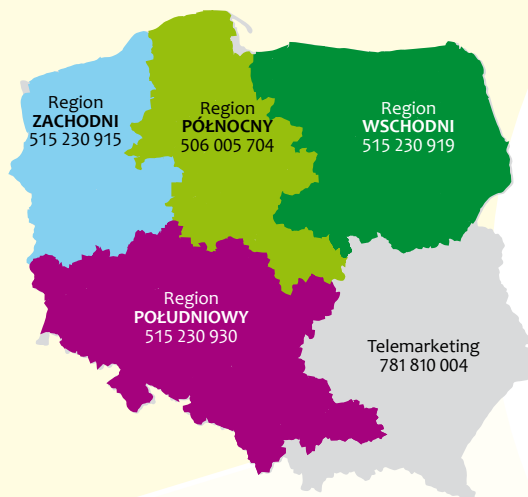 Region
ZACHODNI
515 230 915
Region
PÓŁNOCNY
506 005 704
Region
WSCHODNI
515 230 919
Region
POŁUDNIOWY
515 230 930
Telemarketing
781 810 004